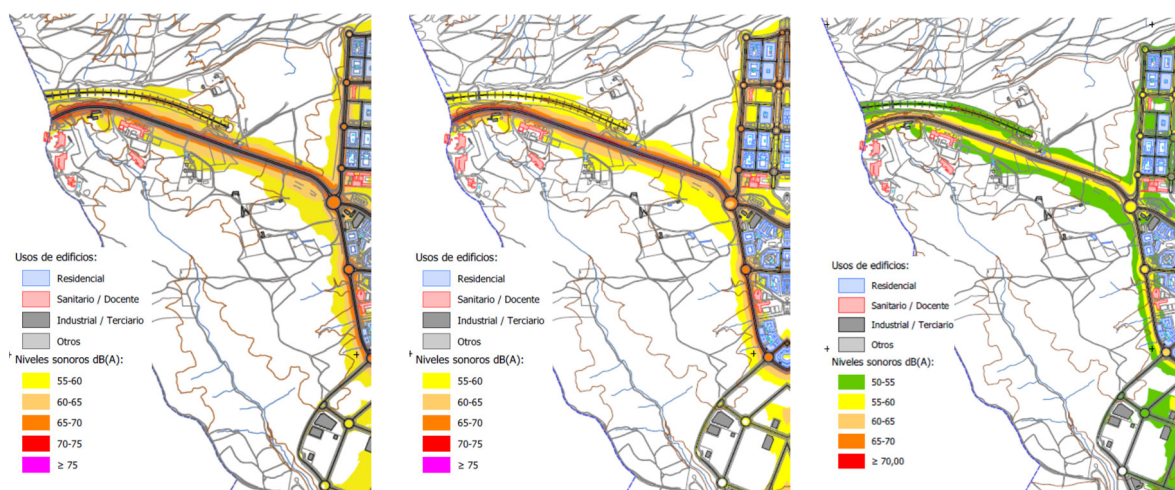 Usos de edificios:
Residencial
Sanitario / Docente
Industrial / Terciario
Otros
Niveles sonoros dB(A):
55-60
60-65
65-70
70-75
≥ 75
Usos de edificios:
Residencial
Sanitario / Docente
Industrial / Terciario
Otros
Niveles sonoros dB(A):
55-60
60-65
65-70
70-75
≥ 75
Usos de edificios:
Residencial
Sanitario / Docente
Industrial / Terciario
Otros
Niveles sonoros dB(A):
50-55
55-60
60-65
65-70
≥ 70,00